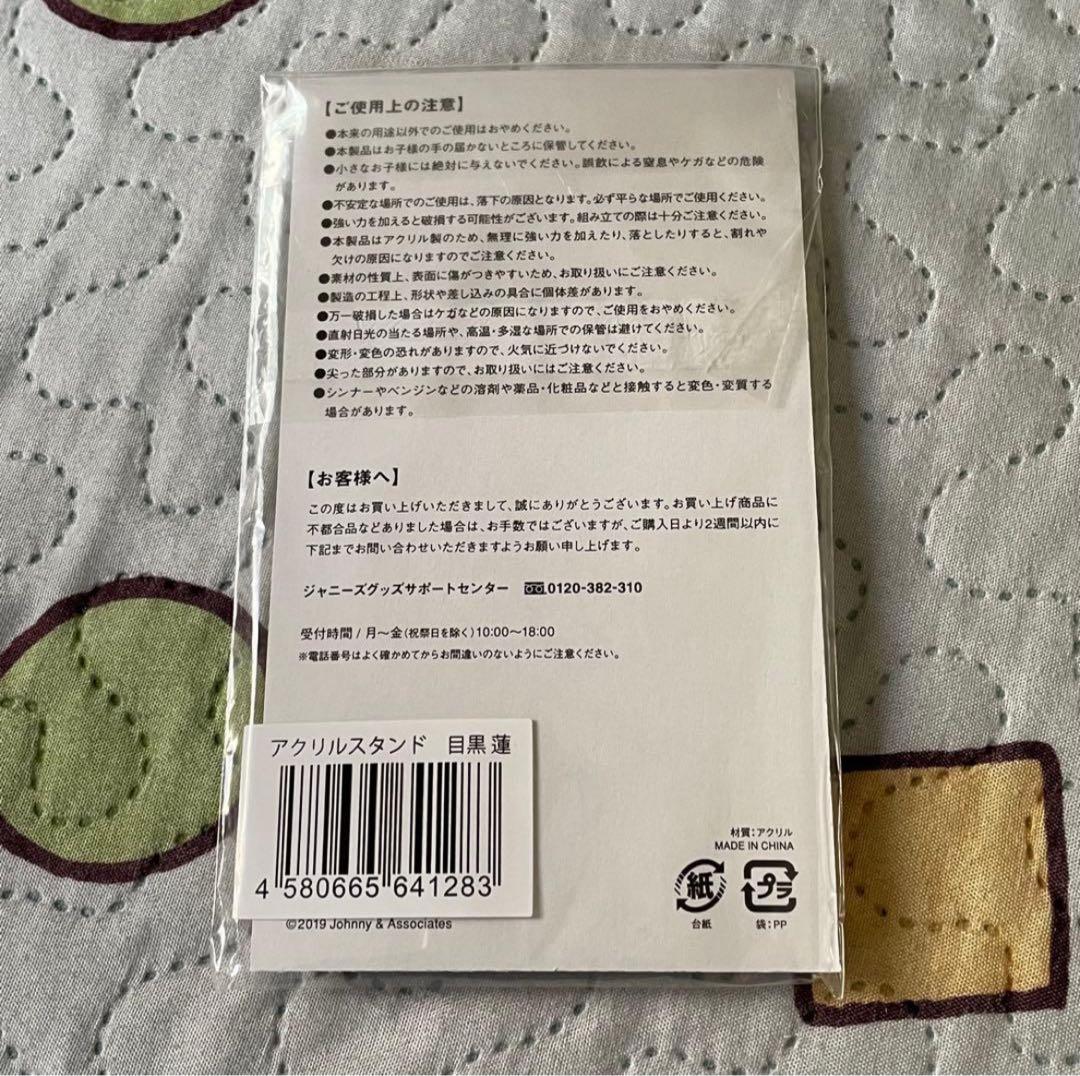 【ご使用上の注意】
●本来の用途以外でのご使用はおやめください。
●本製品はお子様の手の届かないところに保管してください。
●小さなお子様には絶対に与えないでください。誤飲による窒息やケガなどの危険
があります。
●不安定な場所でのご使用は、落下の原因となります。必ず平らな場所でご使用ください。
●強い力を加えると破損する可能性がございます。組み立ての際は十分ご注意ください。
●本製品はアクリル製のため、無理に強い力を加えたり、落としたりすると、割れや
欠けの原因になりますのでご注意ください。
●素材の性質上、表面に傷がつきやすいため、お取り扱いにご注意ください。
●製造の工程上、形状や差し込みの具合に個体差があります。
●万一破損した場合はケガなどの原因になりますので、ご使用をおやめください。
●直射日光の当たる場所や、高温・多湿な場所での保管は避けてください。
●変形・変色の恐れがありますので、火気に近づけないでください。
●尖った部分がありますので、お取り扱いにはご注意ください。
●シンナーやベンジンなどの溶剤や薬品・化粧品などと接触すると変色・変質する
場合があります。
【お客様へ】
この度はお買い上げいただきまして、誠にありがとうございます。お買い上げ商品に
不都合品などありました場合は、お手数ではございますが、ご購入日より2週間以内に
下記までお問い合わせいただきますようお願い申し上げます。
ジャニーズグッズサポートセンター 0120-382-310
受付時間 / 月〜金(祝祭日を除く)10:00〜18:00
※電話番号はよく確かめてからお間違いのないようにご注意ください。
アクリルスタンド 目黒 蓮
4 580665 641283
©2019 Johnny & Associates
材質:アクリル
MADE IN CHINA
紙 プラ
台紙 袋:PP